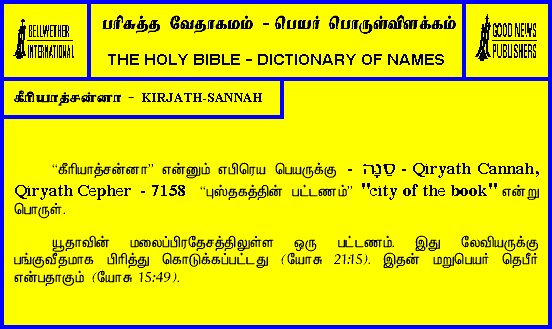 BELLWETHER
INTERNATIONAL
பரிசுத்த வேதாகமம் - பெயர் பொருள்விளக்கம்
THE HOLY BIBLE - DICTIONARY OF NAMES
GOOD NEWS
PUBLISHERS
கீரியாத்சன்னா - KIRJATH-SANNAH
"கீரியாத்சன்னா" என்னும் எபிரெய பெயருக்கு - סַנָּה - Qiryath Cannah,
Qiryath Cepher - 7158 "புஸ்தகத்தின் பட்டணம்" "city of the book" என்று
பொருள்.
யூதாவின் மலைப்பிரதேசத்திலுள்ள ஒரு பட்டணம். இது லேவியருக்கு
பங்குவீதமாக பிரித்து கொடுக்கப்பட்டது (யோசு 21:15). இதன் மறுபெயர் தெபீர்
என்பதாகும் (யோசு 15:49).